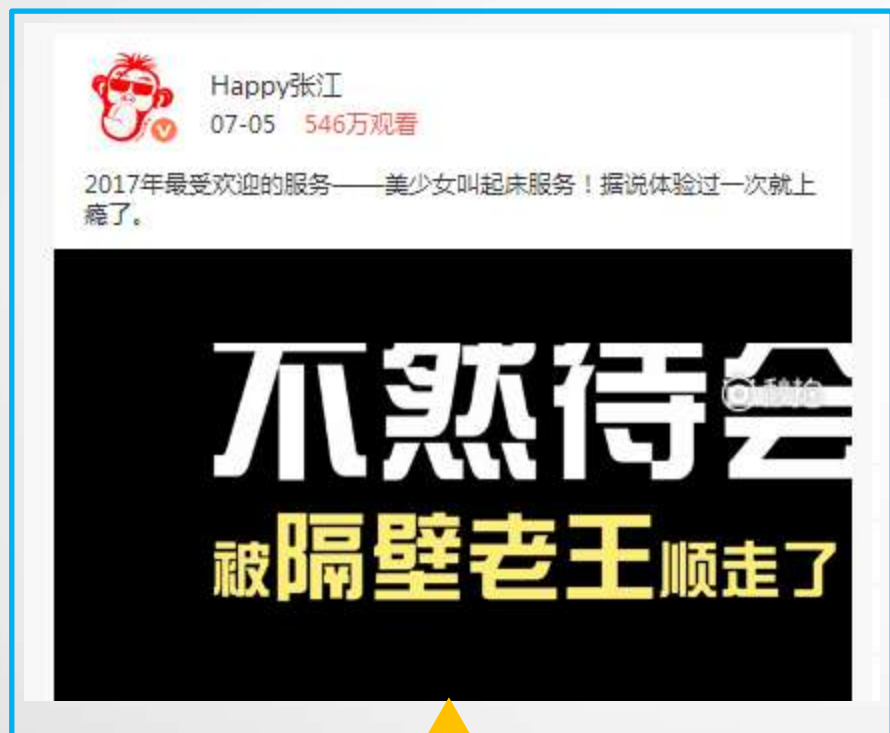 Happy张江
07-05 546万观看
2017年最受欢迎的服务——美少女叫起床服务！据说体验过一次就上
瘾了。
不然待会
秒拍
被隔壁老王顺走了